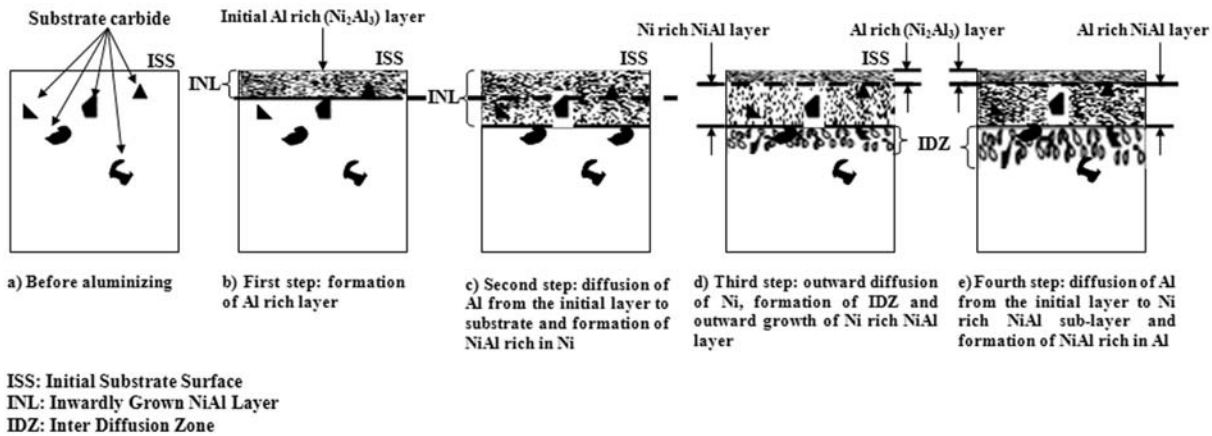 Substrate carbide
ISS
Initial Al rich (Ni₂Al₃) layer
ISS
INL
INL
Ni rich NiAl layer
Al rich (Ni₂Al₃) layer
Al rich NiAl layer
ISS
IDZ
a) Before aluminizing
b) First step: formation
of Al rich layer
c) Second step: diffusion of
Al from the initial layer to
substrate and formation of
NiAl rich in Ni
d) Third step: outward diffusion
of Ni, formation of IDZ and
outward growth of Ni rich NiAl
layer
e) Fourth step: diffusion of Al
from the initial layer to Ni
rich NiAl sub-layer and
formation of NiAl rich in Al
ISS: Initial Substrate Surface
INL: Inwardly Grown NiAl Layer
IDZ: Inter Diffusion Zone